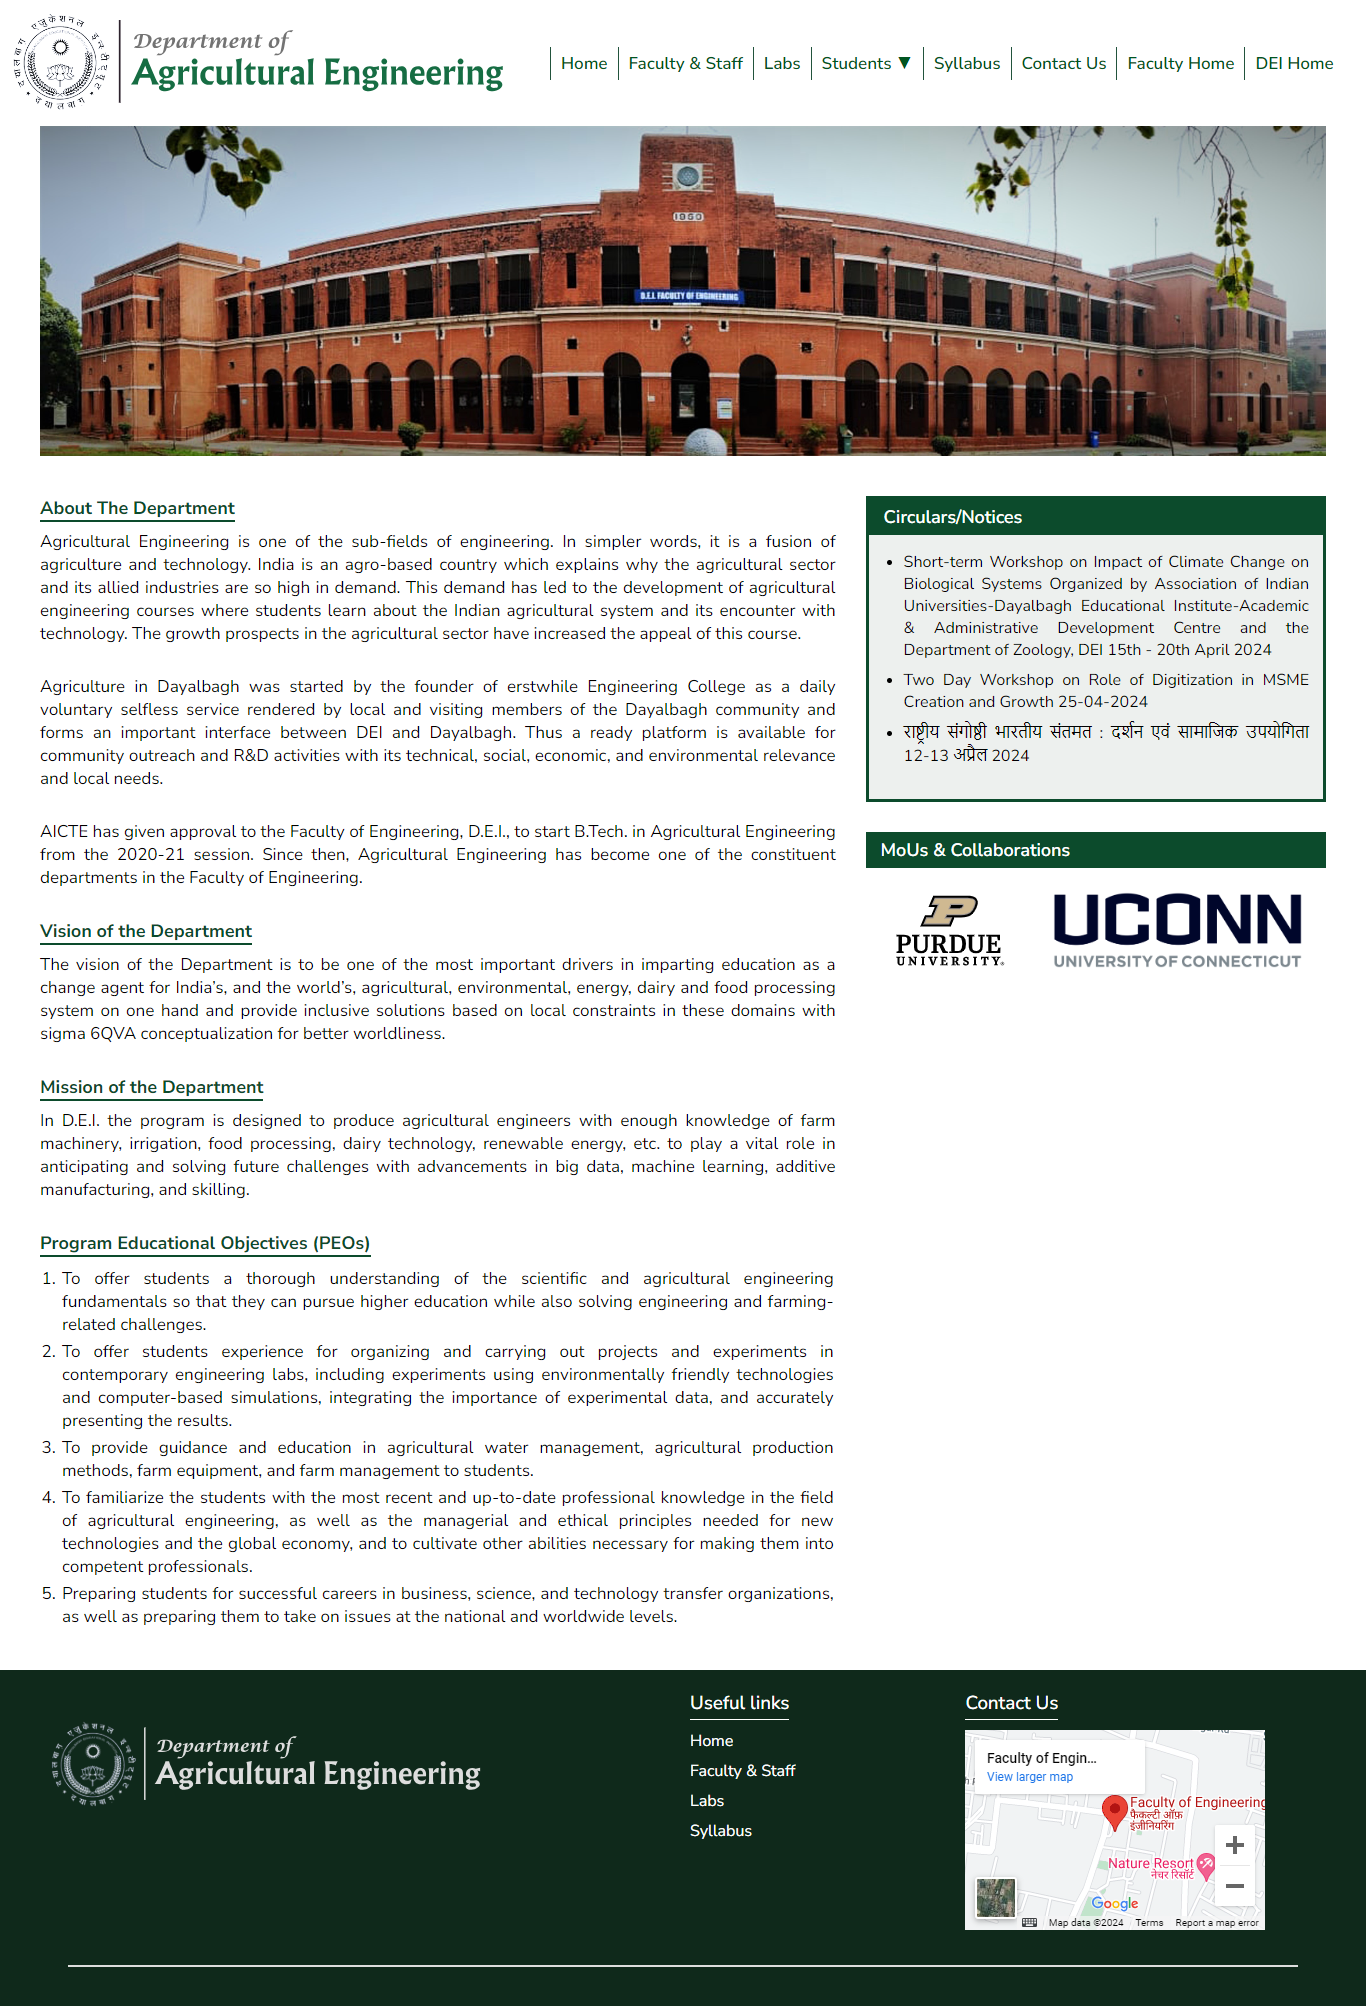 Department of
Agricultural Engineering
Home
Faculty & Staff
Labs
Students ▼
Syllabus
Contact Us
Faculty Home
DEI Home
1950
D.E.I. FACULTY OF ENGINEERING
About The Department
Agricultural Engineering is one of the sub-fields of engineering. In simpler words, it is a fusion of
agriculture and technology. India is an agro-based country which explains why the agricultural sector
and its allied industries are so high in demand. This demand has led to the development of agricultural
engineering courses where students learn about the Indian agricultural system and its encounter with
technology. The growth prospects in the agricultural sector have increased the appeal of this course.
Agriculture in Dayalbagh was started by the founder of erstwhile Engineering College as a daily
voluntary selfless service rendered by local and visiting members of the Dayalbagh community and
forms an important interface between DEI and Dayalbagh. Thus a ready platform is available for
community outreach and R&D activities with its technical, social, economic, and environmental relevance
and local needs.
AICTE has given approval to the Faculty of Engineering, D.E.I., to start B.Tech. in Agricultural Engineering
from the 2020-21 session. Since then, Agricultural Engineering has become one of the constituent
departments in the Faculty of Engineering.
Vision of the Department
The vision of the Department is to be one of the most important drivers in imparting education as a
change agent for India's, and the world's, agricultural, environmental, energy, dairy and food processing
system on one hand and provide inclusive solutions based on local constraints in these domains with
sigma 6QVA conceptualization for better worldliness.
Mission of the Department
In D.E.I. the program is designed to produce agricultural engineers with enough knowledge of farm
machinery, irrigation, food processing, dairy technology, renewable energy, etc. to play a vital role in
anticipating and solving future challenges with advancements in big data, machine learning, additive
manufacturing, and skilling.
Program Educational Objectives (PEOs)
1. To offer students a thorough understanding of the scientific and agricultural engineering
fundamentals so that they can pursue higher education while also solving engineering and farming-
related challenges.
2. To offer students experience for organizing and carrying out projects and experiments in
contemporary engineering labs, including experiments using environmentally friendly technologies
and computer-based simulations, integrating the importance of experimental data, and accurately
presenting the results.
3. To provide guidance and education in agricultural water management, agricultural production
methods, farm equipment, and farm management to students.
4. To familiarize the students with the most recent and up-to-date professional knowledge in the field
of agricultural engineering, as well as the managerial and ethical principles needed for new
technologies and the global economy, and to cultivate other abilities necessary for making them into
competent professionals.
5. Preparing students for successful careers in business, science, and technology transfer organizations,
as well as preparing them to take on issues at the national and worldwide levels.
Circulars/Notices
• Short-term Workshop on Impact of Climate Change on
Biological Systems Organized by Association of Indian
Universities-Dayalbagh Educational Institute-Academic
& Administrative Development Centre and the
Department of Zoology, DEI 15th - 20th April 2024
• Two Day Workshop on Role of Digitization in MSME
Creation and Growth 25-04-2024
• राष्ट्रीय संगोष्ठी भारतीय संतमत : दर्शन एवं सामाजिक उपयोगिता
12-13 अप्रैल 2024
MoUs & Collaborations
PURDUE
UNIVERSITY®
UCONN
UNIVERSITY OF CONNECTICUT
Department of
Agricultural Engineering
Useful links
Home
Faculty & Staff
Labs
Syllabus
Contact Us
Faculty of Engin...
View larger map
Faculty of Engineering
फैकल्टी ऑफ़
इंजीनियरिंग
Nature Resort
नेचर रिसॉर्ट
Google
Map data ©2024
Terms
Report a map error